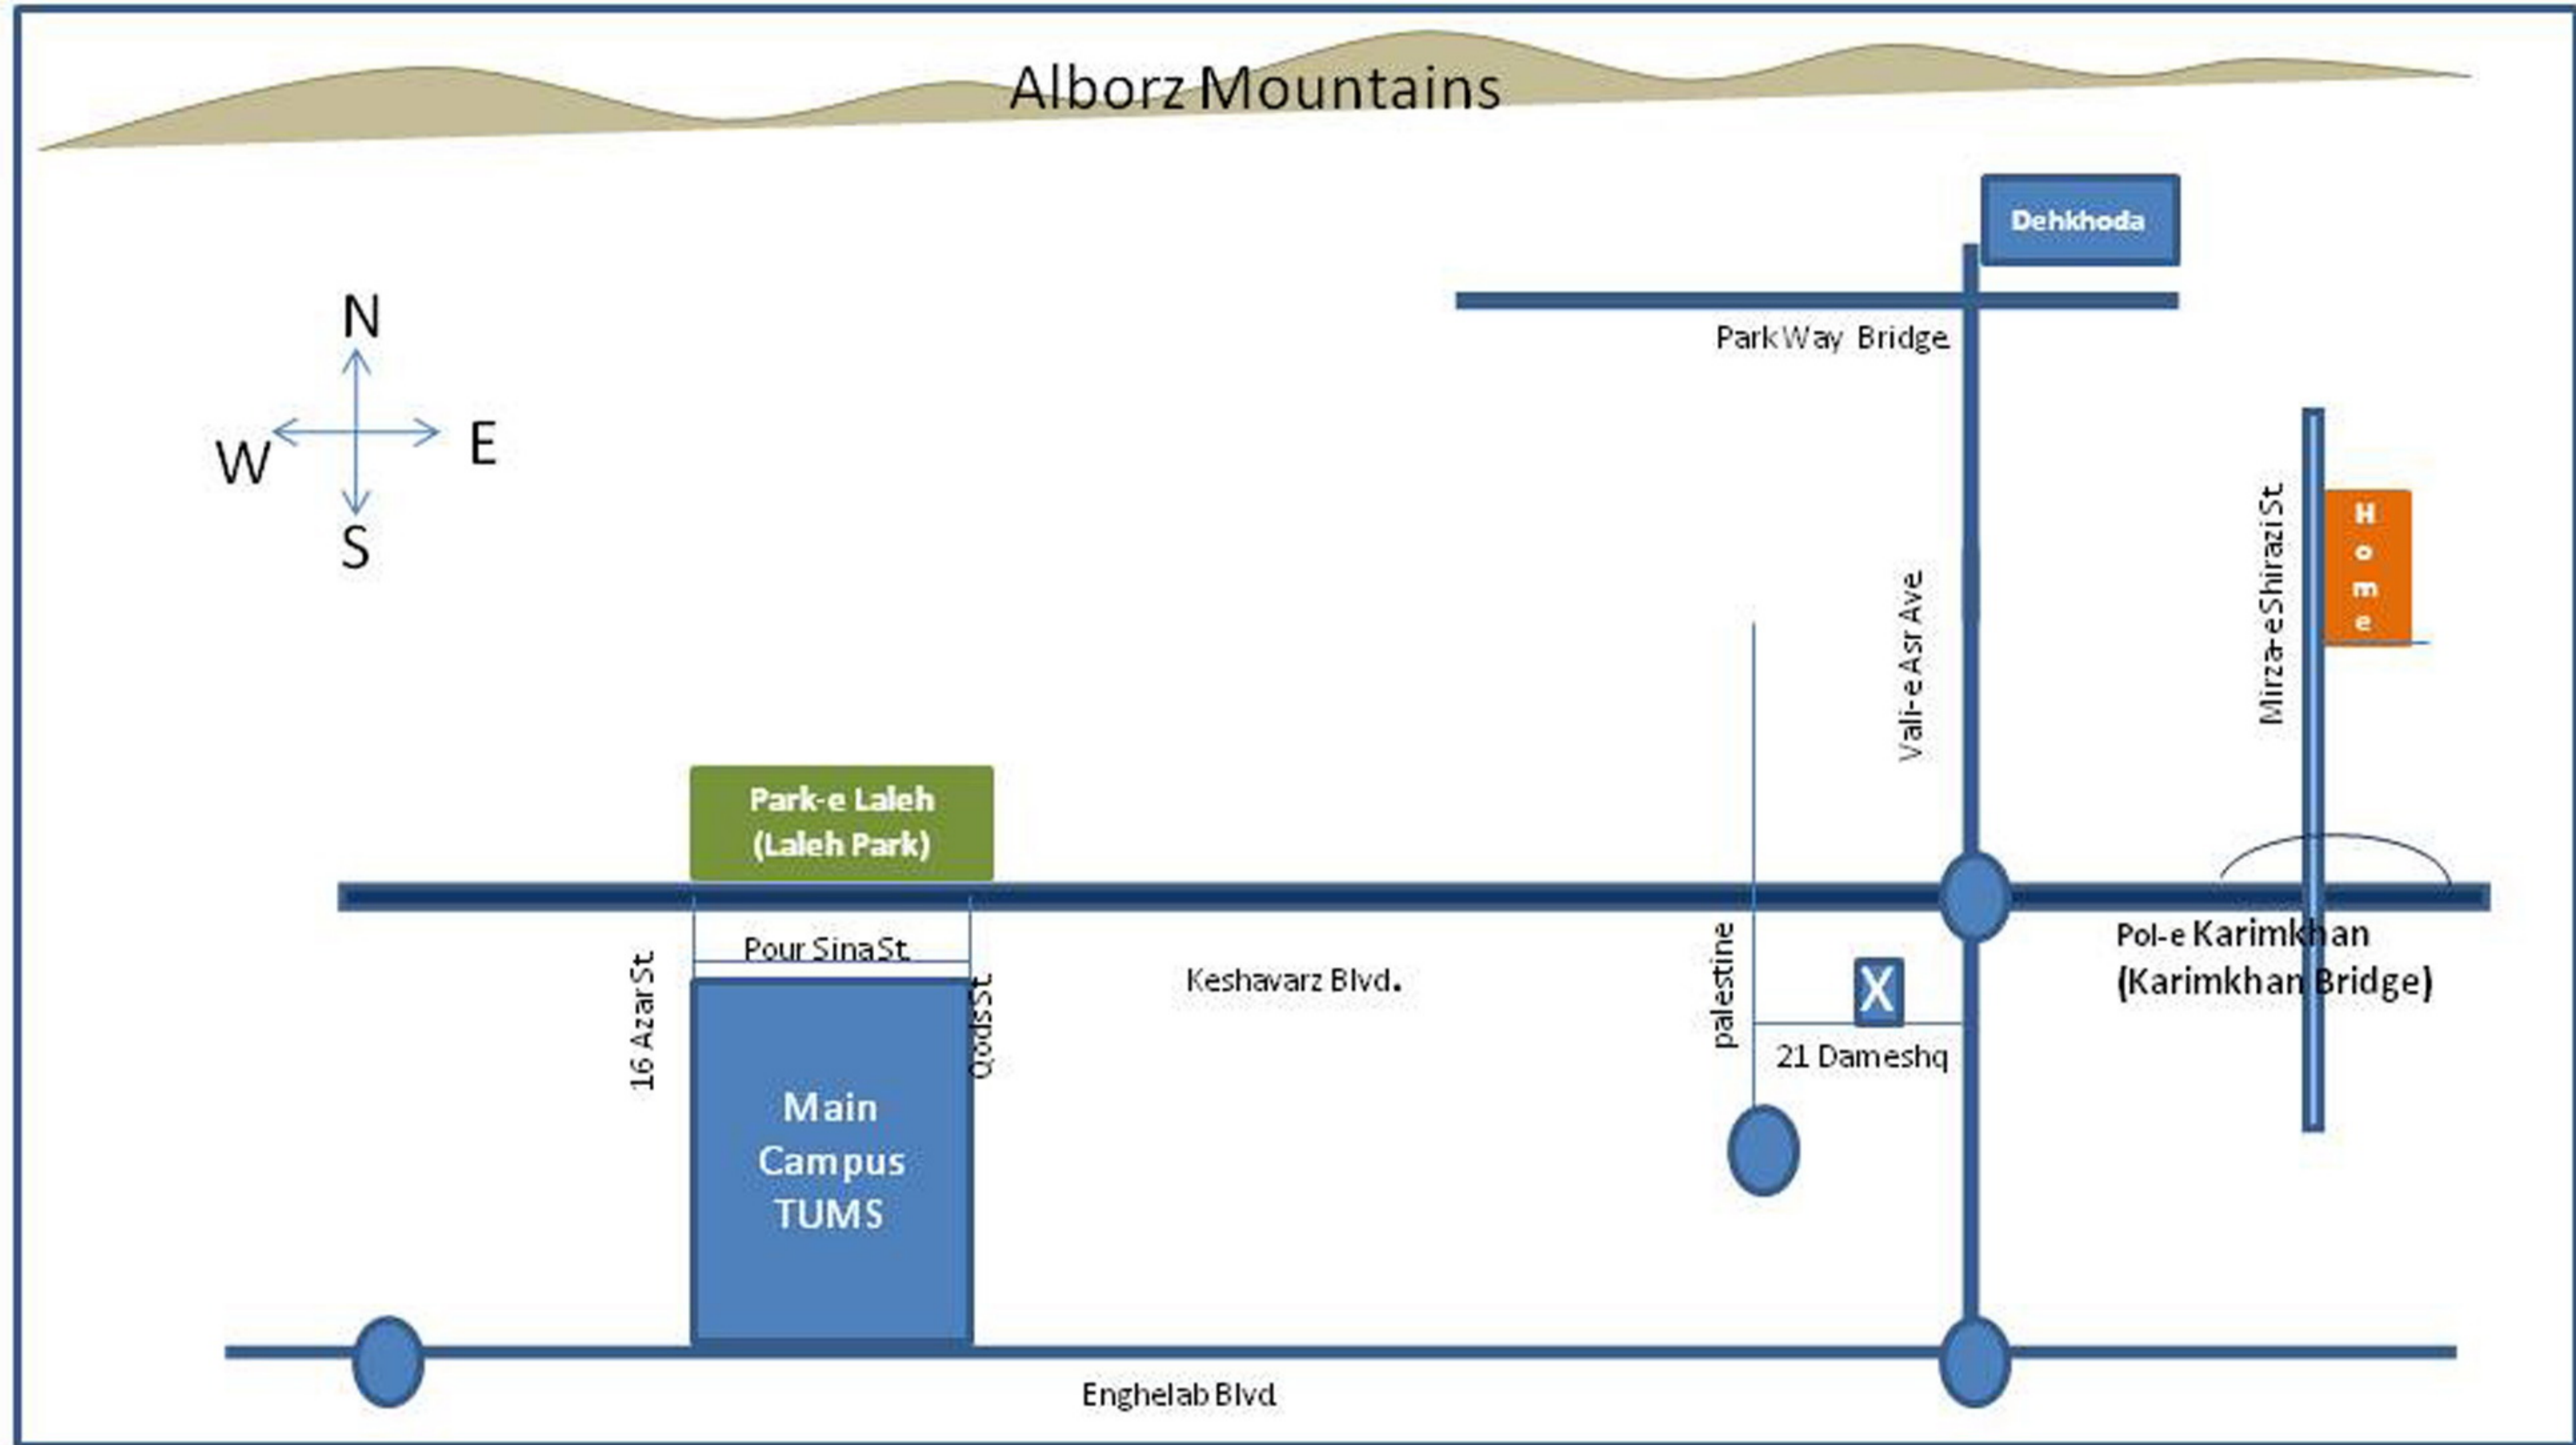 Alborz Mountains
Dehkhoda
N
Park Way Bridge
W
E
S
H
o
m
e
Mirza-e Shirazi St.
Vali-e Asr Ave
Park-e Laleh
(Laleh Park)
Pour Sina St.
16 Azar St.
Qods St.
Keshavarz Blvd.
palestine
X
21 Dameshq
Pol-e Karimkhan
(Karimkhan Bridge)
Main
Campus
TUMS
Enghelab Blvd.